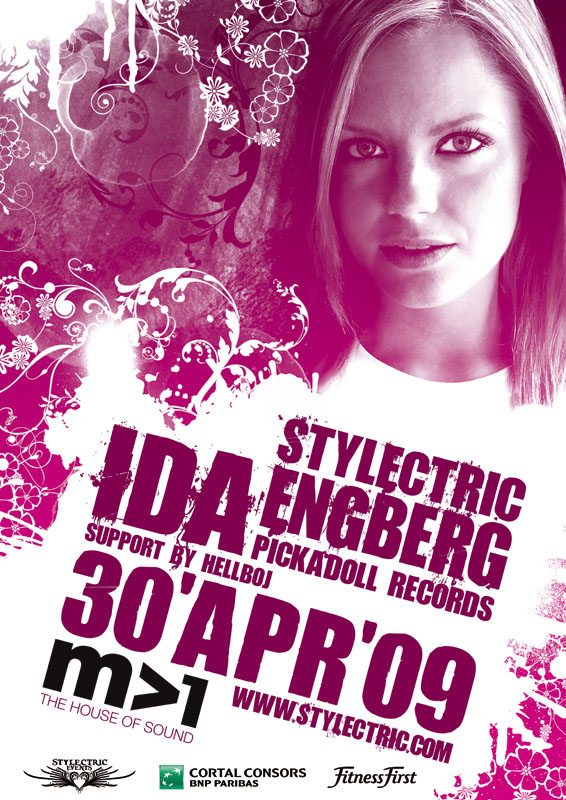 STYLECTRIC
IDA ENGBERG
PICKADOLL RECORDS
SUPPORT BY HELLBOJ
30'APR'09
WWW.STYLECTRIC.COM
m>1
THE HOUSE OF SOUND
STYLECTRIC
EVENTS
CORTAL CONSORS
BNP PARIBAS
FitnessFirst